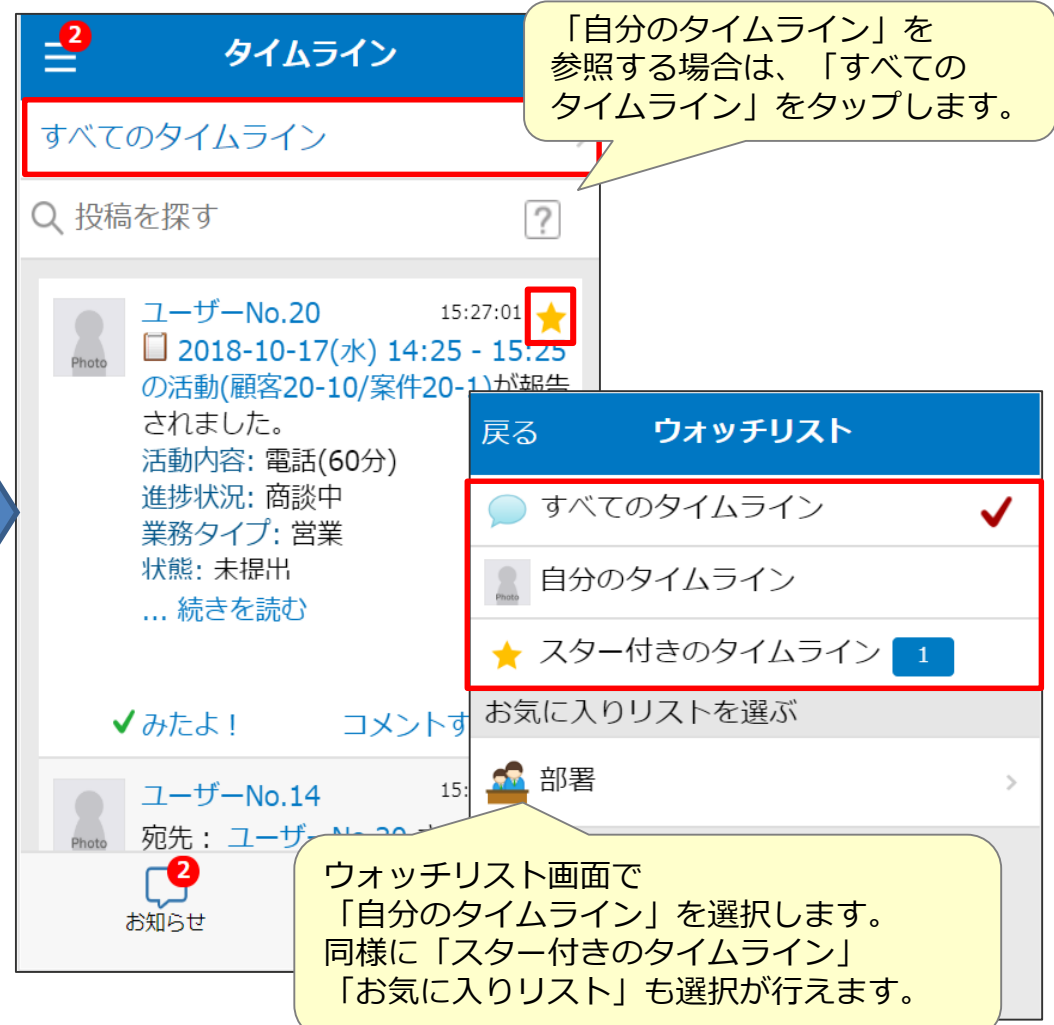 2
タイムライン
「自分のタイムライン」を
参照する場合は、「すべての
タイムライン」をタップします。
すべてのタイムライン
投稿を探す
?
ユーザーNo.20
15:27:01
Photo
2018-10-17(水) 14:25 - 15:25
の活動(顧客20-10/案件20-1)が報告
されました。
活動内容: 電話(60分)
進捗状況: 商談中
業務タイプ: 営業
状態: 未提出
... 続きを読む
みたよ！
コメントす
ユーザーNo.14
15:
Photo
宛先： ユーザーNo.20
2
お知らせ
戻る
ウォッチリスト
すべてのタイムライン
Photo
自分のタイムライン
スター付きのタイムライン 1
お気に入りリストを選ぶ
部署
ウォッチリスト画面で
「自分のタイムライン」を選択します。
同様に「スター付きのタイムライン」
「お気に入りリスト」も選択が行えます。